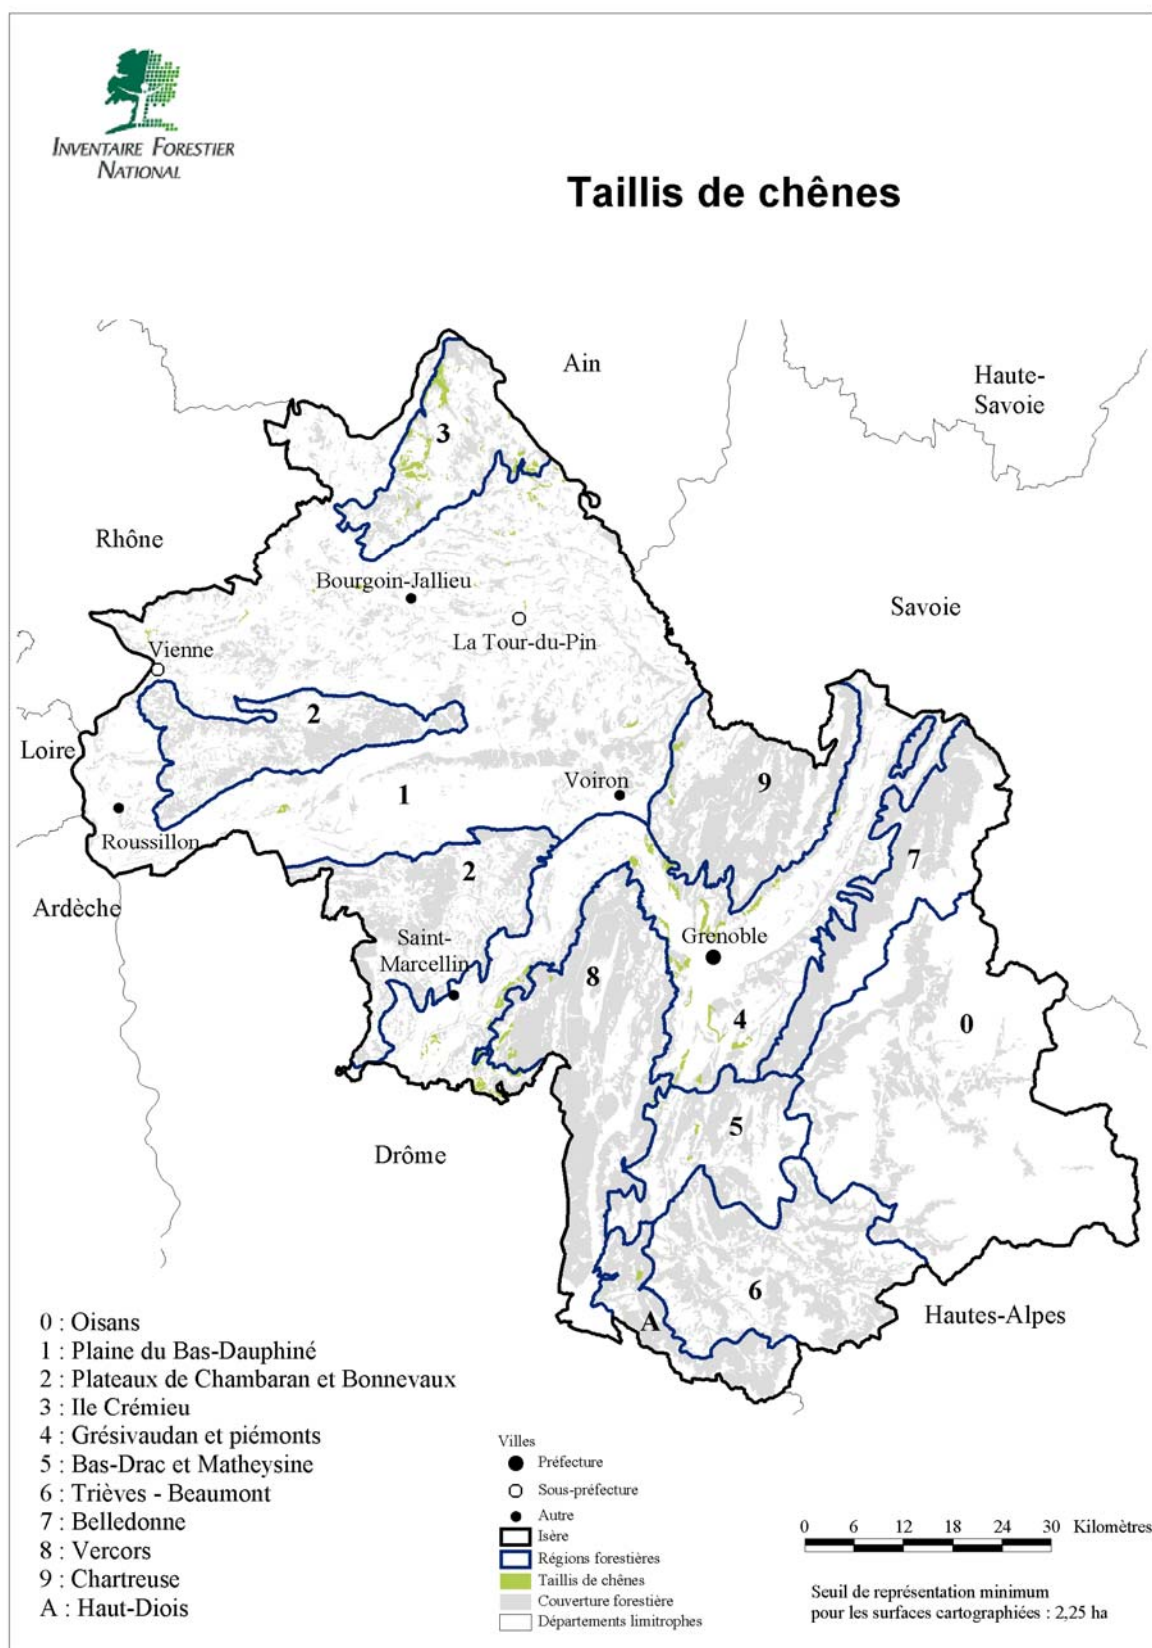 INVENTAIRE FORESTIER
NATIONAL
Taillis de chênes
Ain
Haute-
Savoie
3
Rhône
Bourgoin-Jallieu
Savoie
La Tour-du-Pin
Vienne
2
Loire
9
Voiron
1
Roussillon
7
2
Ardèche
Saint-
Marcellin
Grenoble
8
4
0
5
Drôme
6
Hautes-Alpes
A
0 : Oisans
1 : Plaine du Bas-Dauphiné
2 : Plateaux de Chambaran et Bonnevaux
3 : Ile Crémieu
4 : Grésivaudan et piémonts
5 : Bas-Drac et Matheysine
6 : Trièves - Beaumont
7 : Belledonne
8 : Vercors
9 : Chartreuse
A : Haut-Diois
Villes
Préfecture
Sous-préfecture
Autre
Isère
Régions forestières
Taillis de chênes
Couverture forestière
Départements limitrophes
0 6 12 18 24 30 Kilomètres
Seuil de représentation minimum
pour les surfaces cartographiées : 2,25 ha